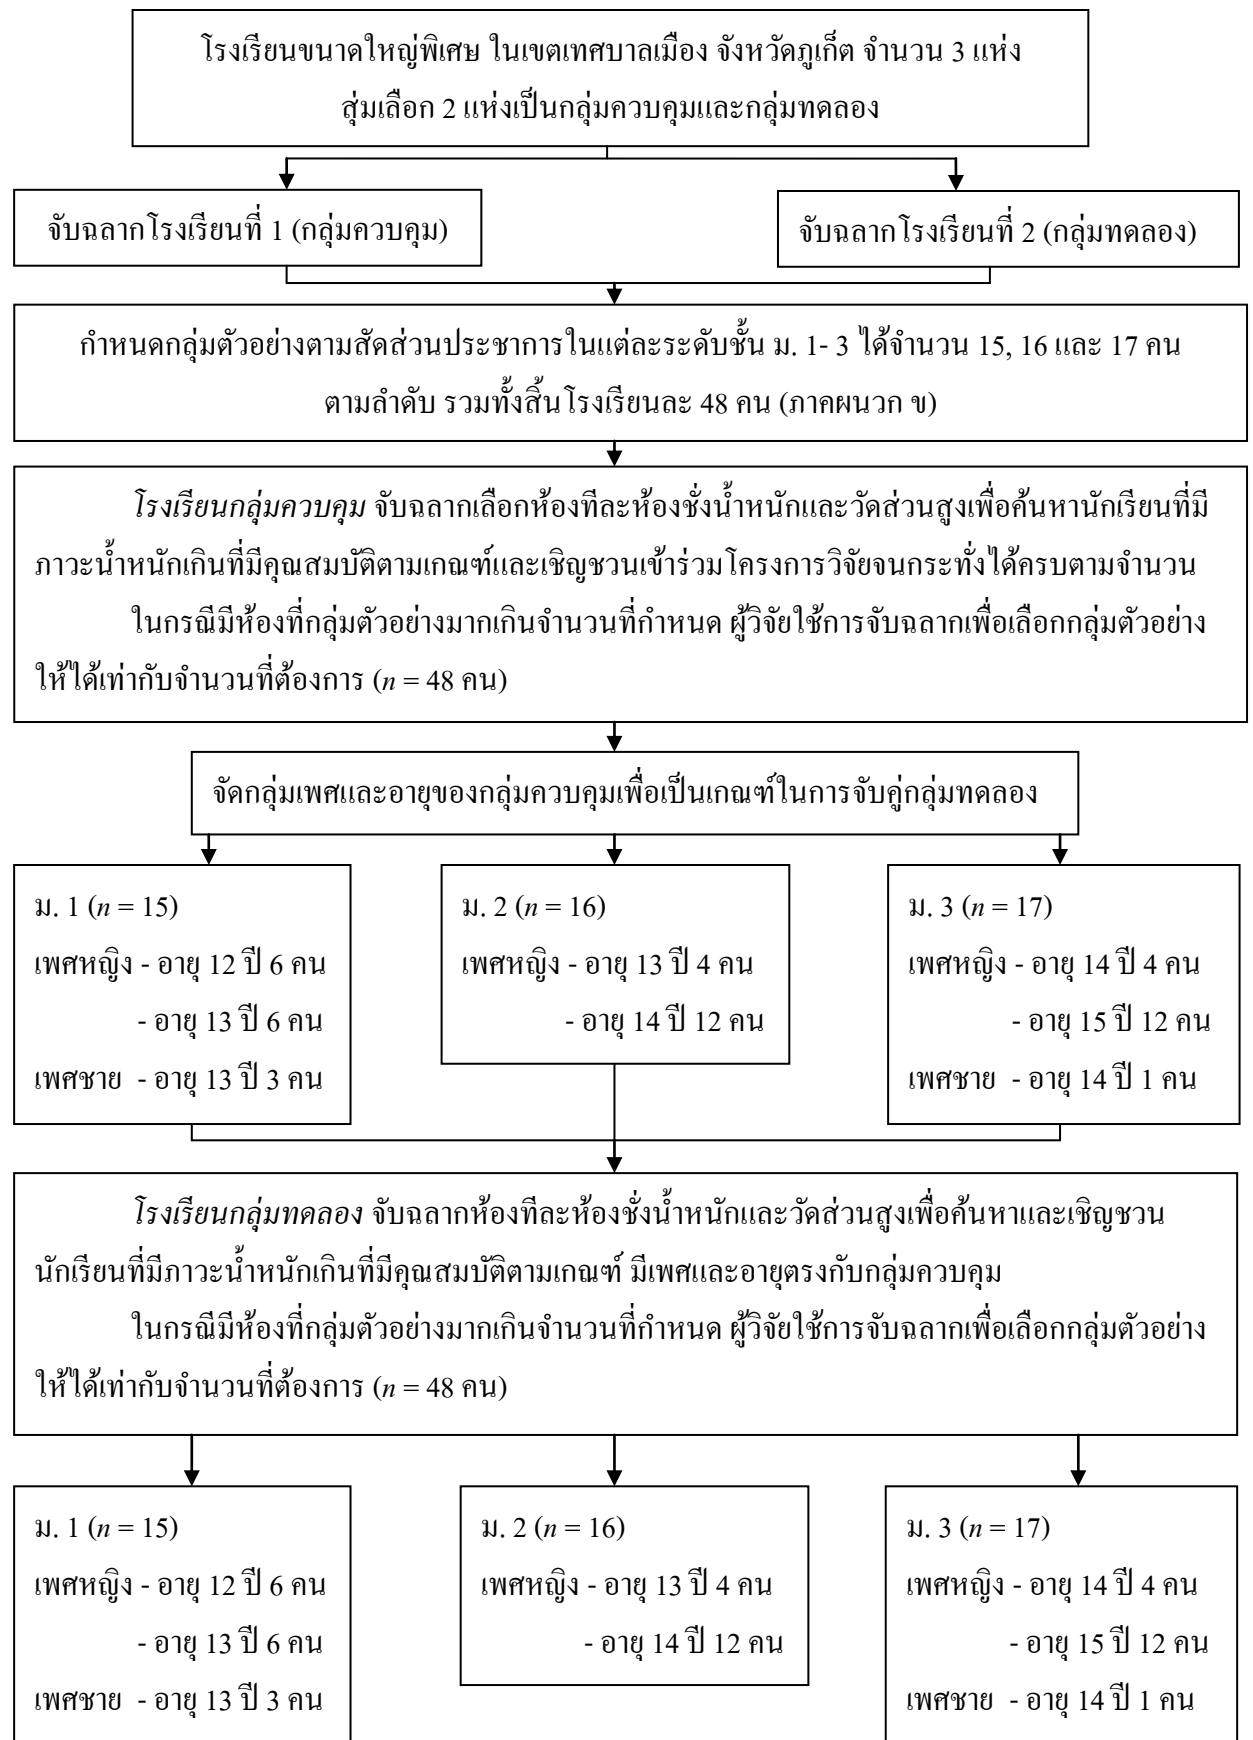 โรงเรียนขนาดใหญ่พิเศษ ในเขตเทศบาลเมือง จังหวัดภูเก็ต จำนวน 3 แห่ง
สุ่มเลือก 2 แห่งเป็นกลุ่มควบคุมและกลุ่มทดลอง
จับฉลากโรงเรียนที่ 1 (กลุ่มควบคุม)
จับฉลากโรงเรียนที่ 2 (กลุ่มทดลอง)
กำหนดกลุ่มตัวอย่างตามสัดส่วนประชาการในแต่ละระดับชั้น ม. 1- 3 ได้จำนวน 15, 16 และ 17 คน
ตามลำดับ รวมทั้งสิ้นโรงเรียนละ 48 คน (ภาคผนวก ข)
โรงเรียนกลุ่มควบคุม จับฉลากเลือกห้องทีละห้องชั่งน้ำหนักและวัดส่วนสูงเพื่อค้นหานักเรียนที่มี
ภาวะน้ำหนักเกินที่มีคุณสมบัติตามเกณฑ์และเชิญชวนเข้าร่วมโครงการวิจัยจนกระทั่งได้ครบตามจำนวน
ในกรณีมีห้องที่กลุ่มตัวอย่างมากเกินจำนวนที่กำหนด ผู้วิจัยใช้การจับฉลากเพื่อเลือกกลุ่มตัวอย่าง
ให้ได้เท่ากับจำนวนที่ต้องการ (n = 48 คน)
จัดกลุ่มเพศและอายุของกลุ่มควบคุมเพื่อเป็นเกณฑ์ในการจับคู่กลุ่มทดลอง
ม. 1 (n = 15)
เพศหญิง - อายุ 12 ปี 6 คน
- อายุ 13 ปี 6 คน
เพศชาย - อายุ 13 ปี 3 คน
ม. 2 (n = 16)
เพศหญิง - อายุ 13 ปี 4 คน
- อายุ 14 ปี 12 คน
ม. 3 (n = 17)
เพศหญิง - อายุ 14 ปี 4 คน
- อายุ 15 ปี 12 คน
เพศชาย - อายุ 14 ปี 1 คน
โรงเรียนกลุ่มทดลอง จับฉลากห้องทีละห้องชั่งน้ำหนักและวัดส่วนสูงเพื่อค้นหาและเชิญชวน
นักเรียนที่มีภาวะน้ำหนักเกินที่มีคุณสมบัติตามเกณฑ์ มีเพศและอายุตรงกับกลุ่มควบคุม
ในกรณีมีห้องที่กลุ่มตัวอย่างมากเกินจำนวนที่กำหนด ผู้วิจัยใช้การจับฉลากเพื่อเลือกกลุ่มตัวอย่าง
ให้ได้เท่ากับจำนวนที่ต้องการ (n = 48 คน)
ม. 1 (n = 15)
เพศหญิง - อายุ 12 ปี 6 คน
- อายุ 13 ปี 6 คน
เพศชาย - อายุ 13 ปี 3 คน
ม. 2 (n = 16)
เพศหญิง - อายุ 13 ปี 4 คน
- อายุ 14 ปี 12 คน
ม. 3 (n = 17)
เพศหญิง - อายุ 14 ปี 4 คน
- อายุ 15 ปี 12 คน
เพศชาย - อายุ 14 ปี 1 คน